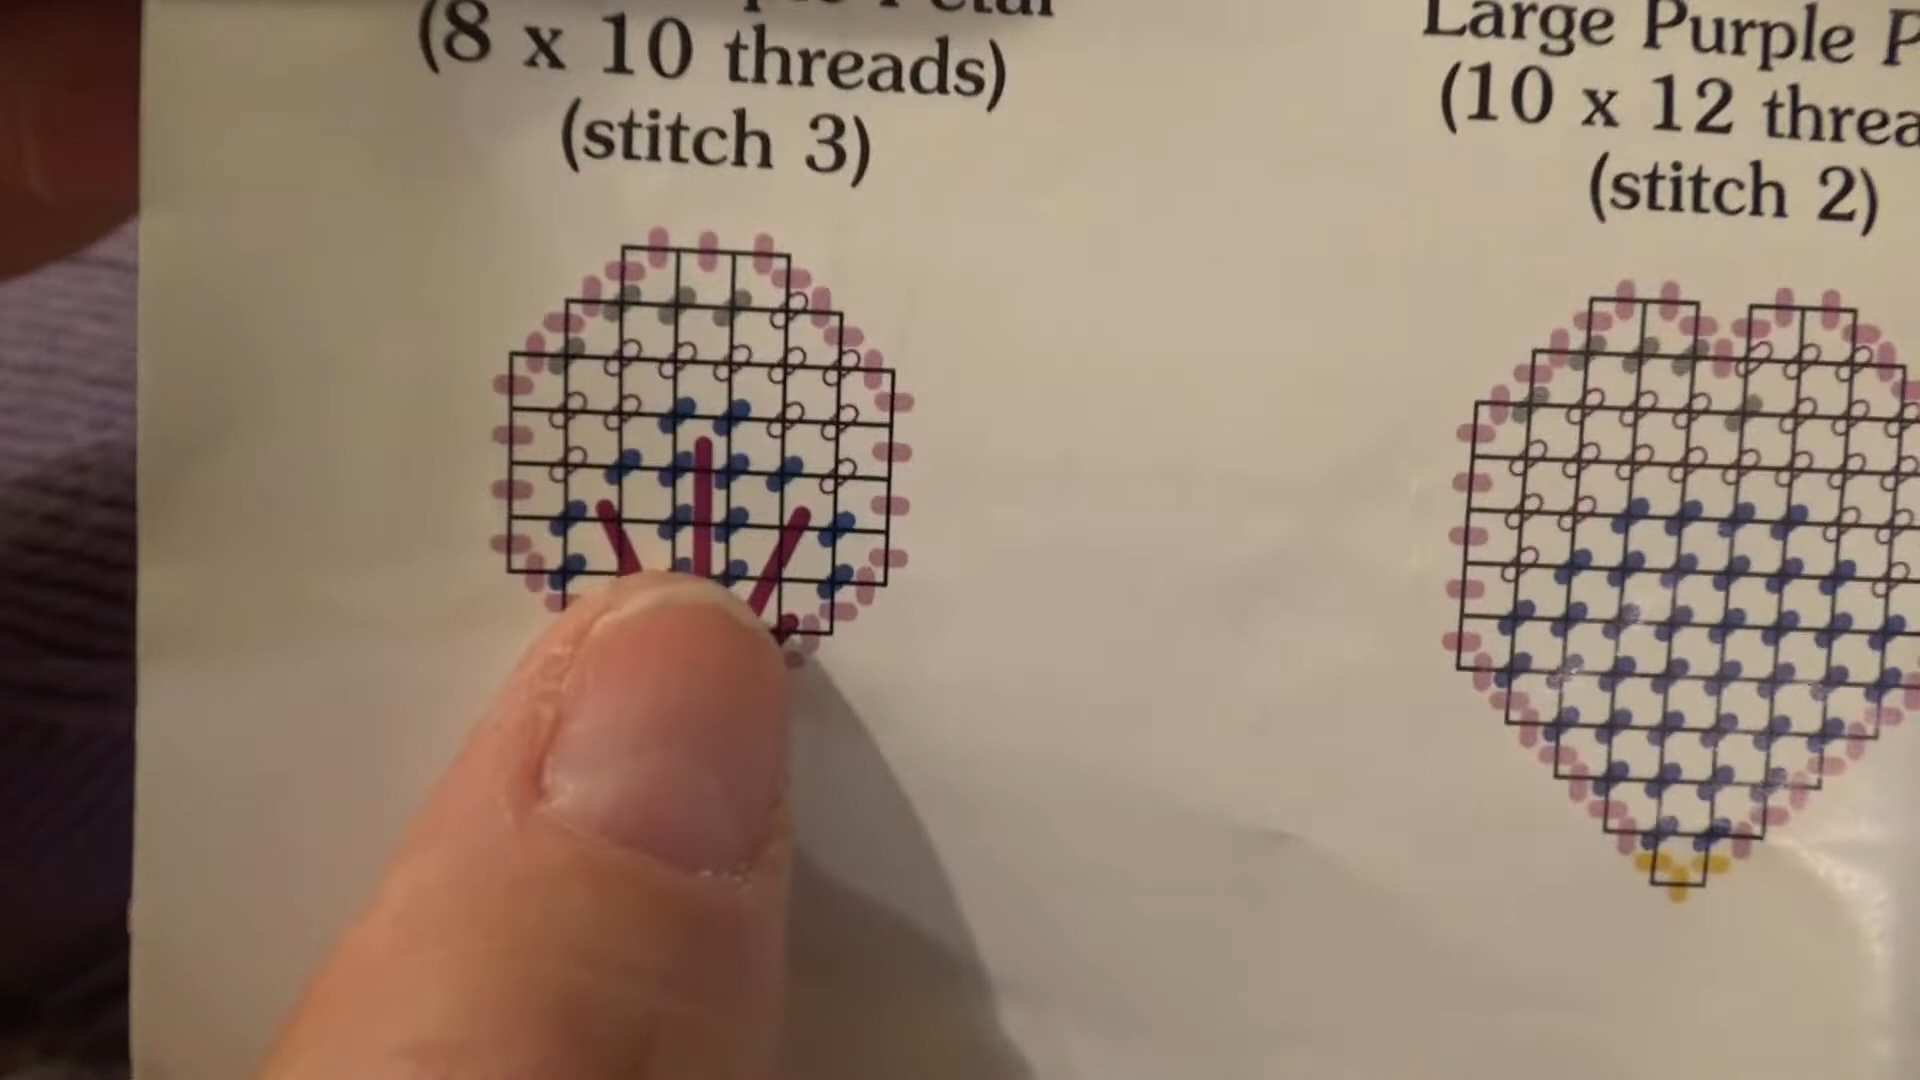 (8 x 10 threads)
(stitch 3)
Large Purple
(10 x 12
(stitch 2)